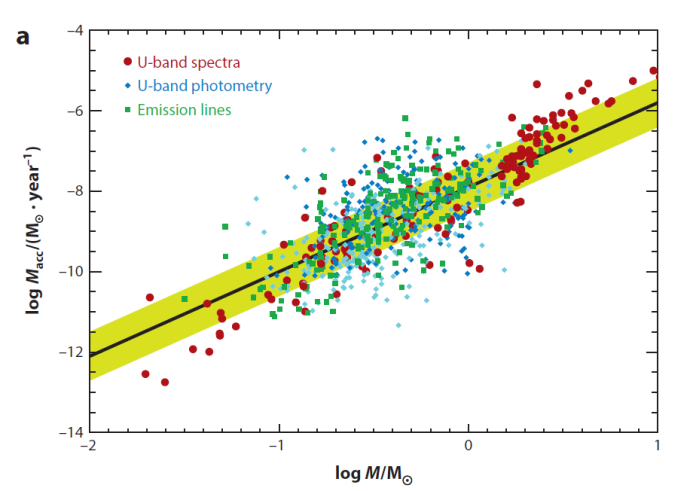 a
U-band spectra
U-band photometry
Emission lines
−4
−6
−8
−10
−12
−14
−2
−1
0
1
log Ṁacc/(M⊙ · year−1)
log M/M⊙